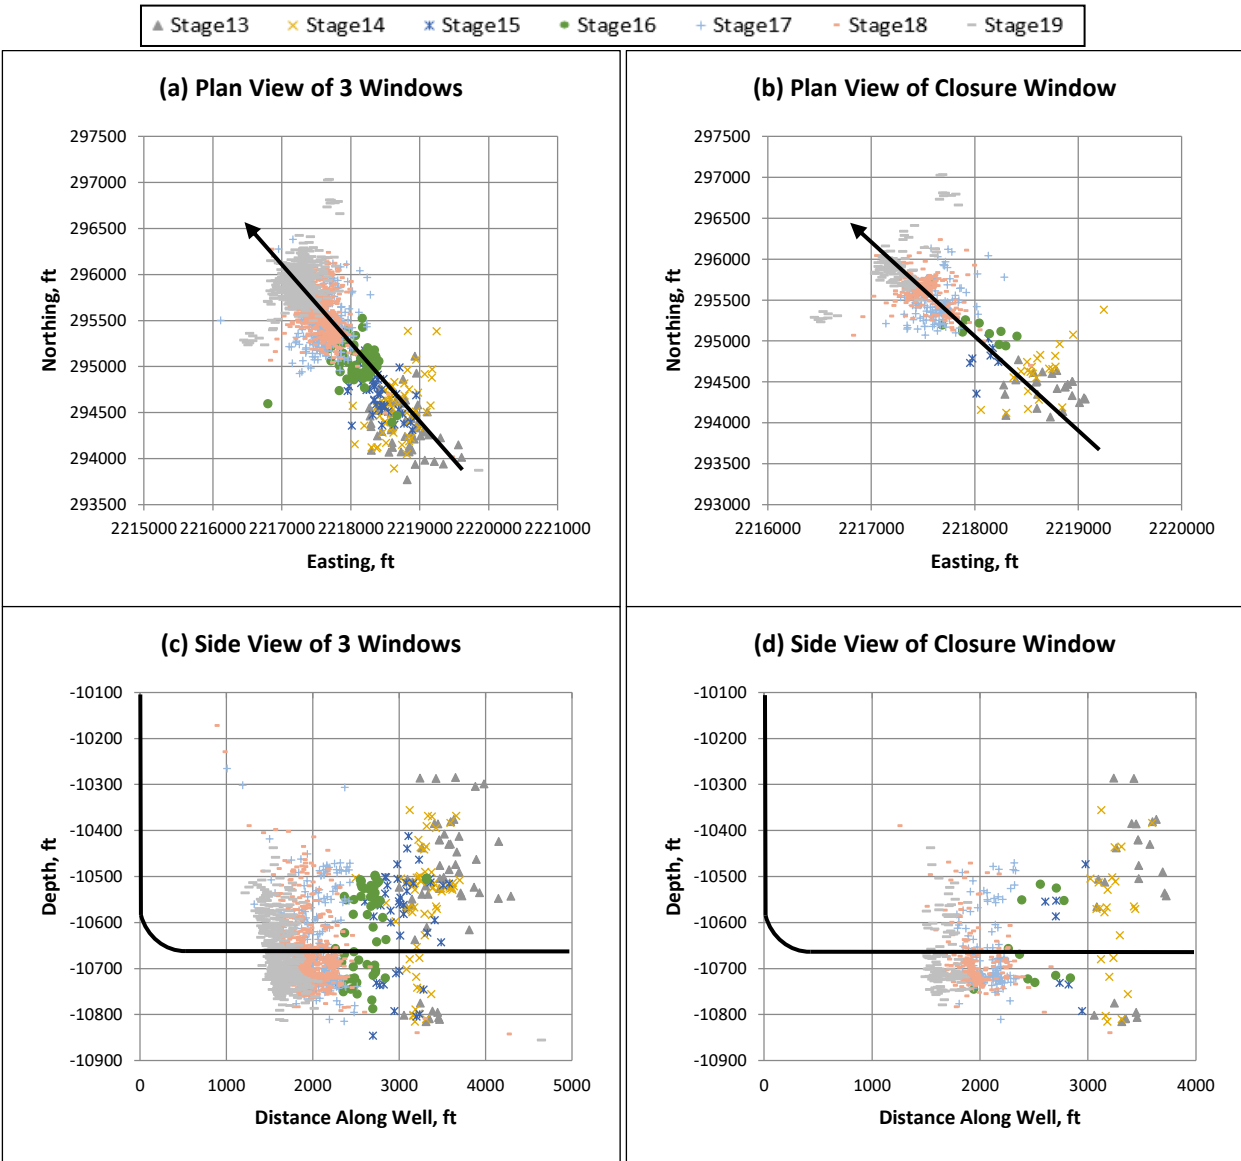 Stage13 Stage14 Stage15 Stage16 Stage17 Stage18 Stage19
(a) Plan View of 3 Windows
297500
297000
296500
296000
295500
295000
294500
294000
293500
Northing, ft
2215000 2216000 2217000 2218000 2219000 2220000 2221000
Easting, ft
(b) Plan View of Closure Window
297500
297000
296500
296000
295500
295000
294500
294000
293500
293000
Northing, ft
2216000 2217000 2218000 2219000 2220000
Easting, ft
(c) Side View of 3 Windows
-10100
-10200
-10300
-10400
-10500
-10600
-10700
-10800
-10900
Depth, ft
0 1000 2000 3000 4000 5000
Distance Along Well, ft
(d) Side View of Closure Window
-10100
-10200
-10300
-10400
-10500
-10600
-10700
-10800
-10900
Depth, ft
0 1000 2000 3000 4000
Distance Along Well, ft